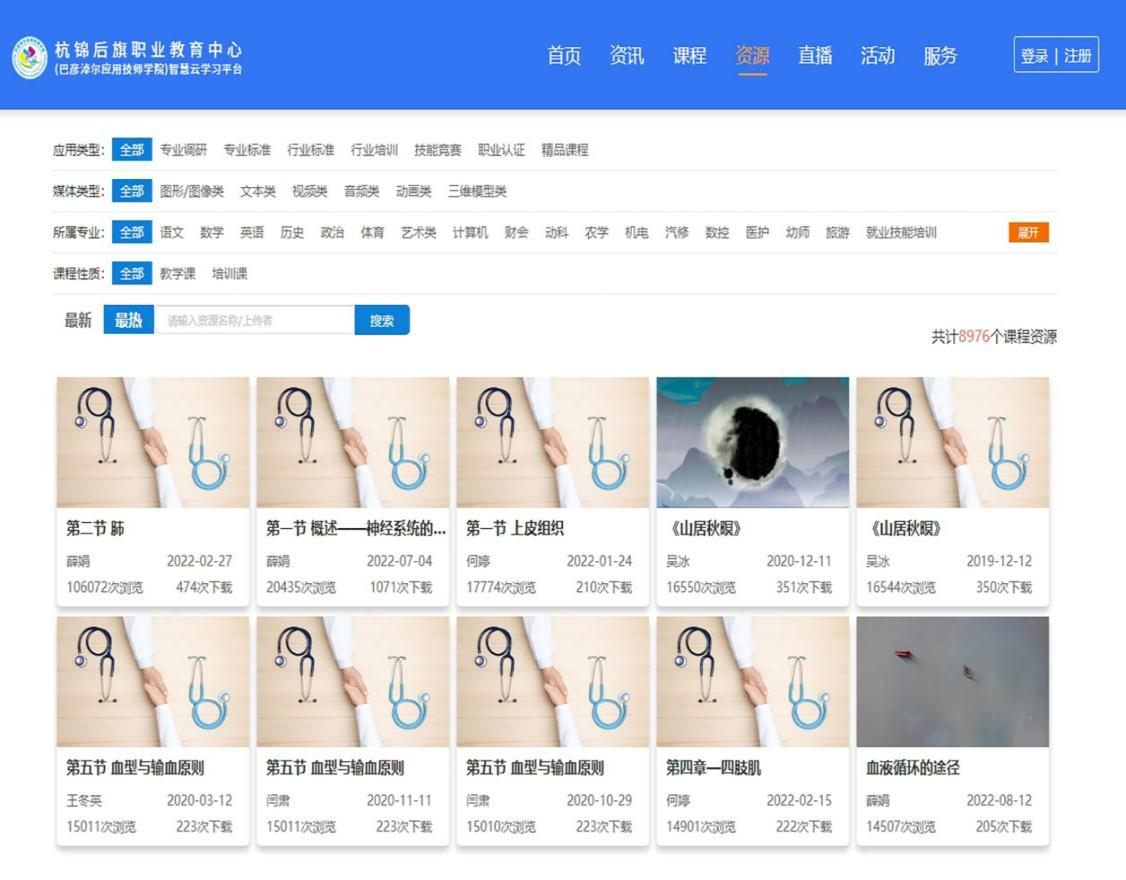 杭锦后旗职业教育中心
(巴彦淖尔应用技师学院)智慧云学习平台
首页 资讯 课程 资源 直播 活动 服务 登录 | 注册
应用类型: 全部 专业调研 专业标准 行业标准 行业培训 技能竞赛 职业认证 精品课程
媒体类型: 全部 图形/图像类 文本类 视频类 音频类 动画类 三维模型类
所属专业: 全部 语文 数学 英语 历史 政治 体育 艺术类 计算机 财会 动科 农学 机电 汽修 数控 医护 幼师 旅游 就业技能培训 展开
课程性质: 全部 教学课 培训课
最新 最热 请输入资源名称/上传者 搜索
共计8976个课程资源
第二节 肺 第一节 概述——神经系统的... 第一节 上皮组织 《山居秋暝》 《山居秋暝》
薛娟 2022-02-27 薛娟 2022-07-04 何婷 2022-01-24 吴冰 2020-12-11 吴冰 2019-12-12
106072次浏览 474次下载 20435次浏览 1071次下载 17774次浏览 210次下载 16550次浏览 351次下载 16544次浏览 350次下载
第五节 血型与输血原则 第五节 血型与输血原则 第五节 血型与输血原则 第四章—四肢肌 血液循环的途径
王冬英 2020-03-12 闫肃 2020-11-11 闫肃 2020-10-29 何婷 2022-02-15 薛娟 2022-08-12
15011次浏览 223次下载 15011次浏览 223次下载 15010次浏览 223次下载 14901次浏览 222次下载 14507次浏览 205次下载